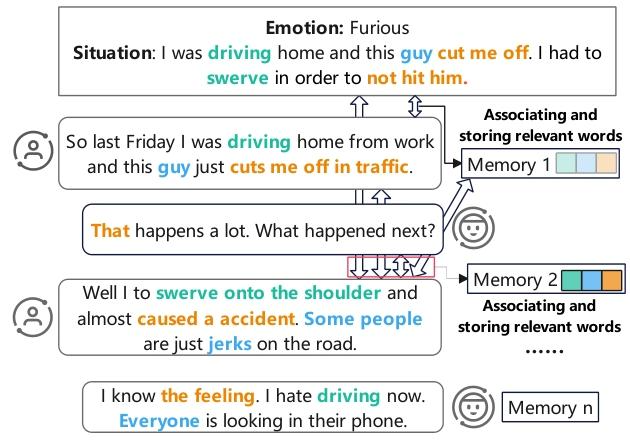 Emotion: Furious
Situation: I was driving home and this guy cut me off. I had to
swerve in order to not hit him.
Associating and
storing relevant words
So last Friday I was driving home from work
and this guy just cuts me off in traffic.
Memory 1
That happens a lot. What happened next?
Memory 2
Well I to swerve onto the shoulder and
almost caused a accident. Some people
are just jerks on the road.
Associating and
storing relevant words
......
I know the feeling. I hate driving now.
Everyone is looking in their phone.
Memory n